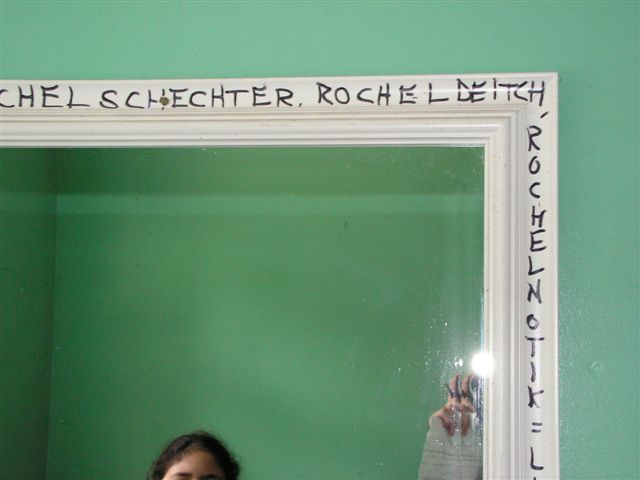 CHEL SCHECHTER, ROCHEL DEITCH,
ROCHEL NOTIK = L